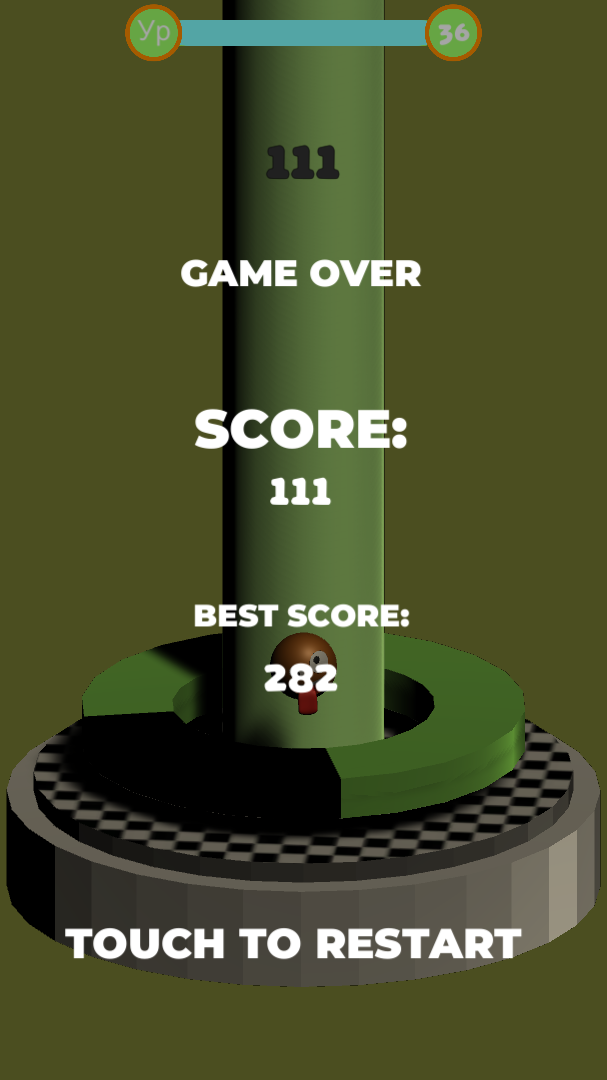 Ур 36
111
GAME OVER
SCORE:
111
BEST SCORE:
282
TOUCH TO RESTART